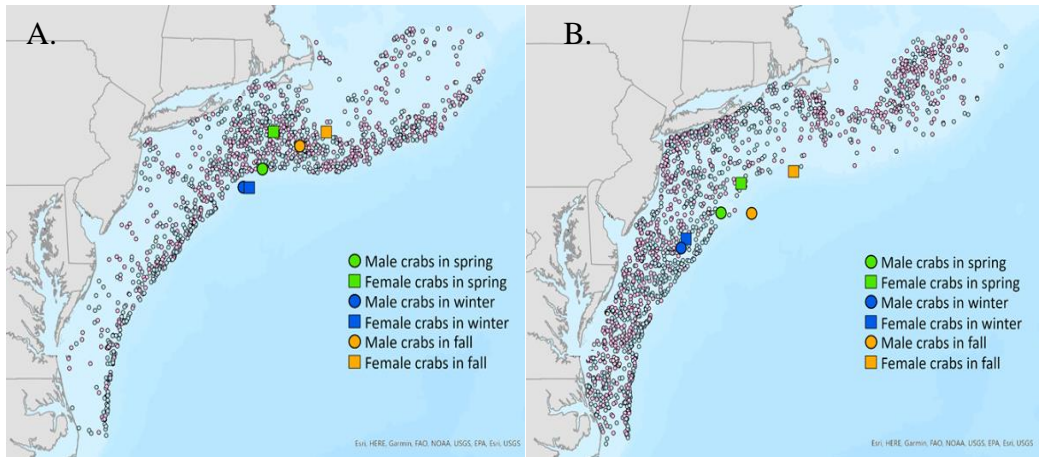 A.
Male crabs in spring
Female crabs in spring
Male crabs in winter
Female crabs in winter
Male crabs in fall
Female crabs in fall
Esri, HERE, Garmin, FAO, NOAA, USGS, EPA, Esri, USGS
B.
Male crabs in spring
Female crabs in spring
Male crabs in winter
Female crabs in winter
Male crabs in fall
Female crabs in fall
Esri, HERE, Garmin, FAO, NOAA, USGS, EPA, Esri, USGS